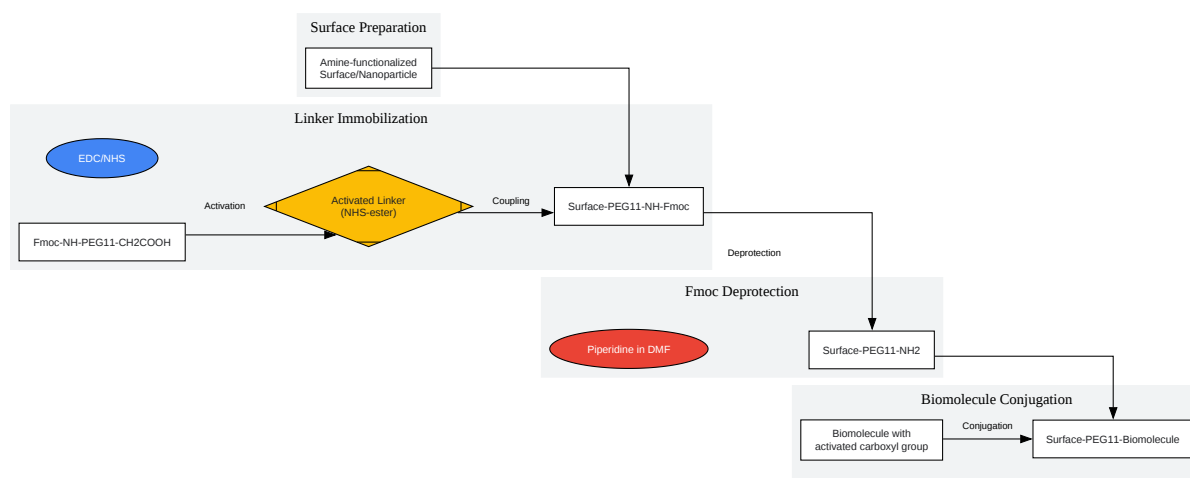 Surface Preparation
Amine-functionalized
Surface/Nanoparticle
Linker Immobilization
EDC/NHS
Activation
Activated Linker
(NHS-ester)
Coupling
Surface-PEG11-NH-Fmoc
Fmoc-NH-PEG11-CH2COOH
Deprotection
Fmoc Deprotection
Piperidine in DMF
Surface-PEG11-NH2
Biomolecule Conjugation
Biomolecule with
activated carboxyl group
Conjugation
Surface-PEG11-Biomolecule